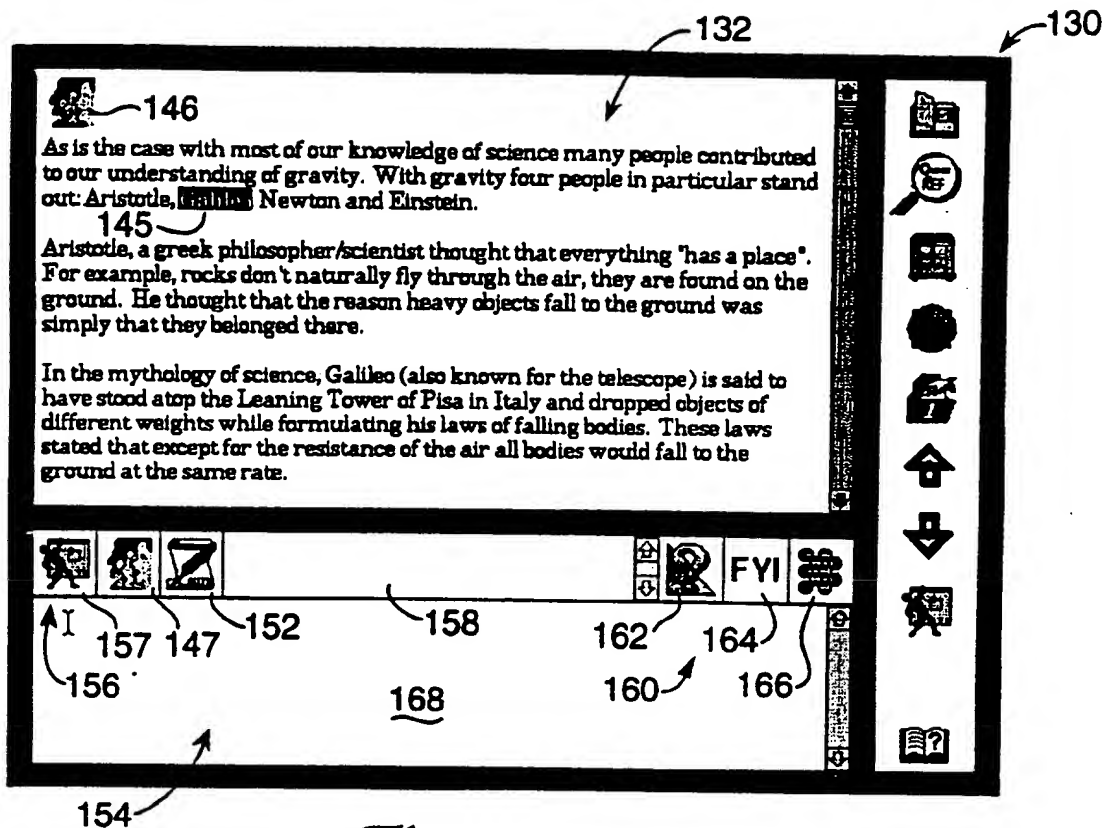 132
130
146
As is the case with most of our knowledge of science many people contributed
to our understanding of gravity. With gravity four people in particular stand
out: Aristotle, Newton and Einstein.
145
Aristotle, a greek philosopher/scientist thought that everything "has a place".
For example, rocks don't naturally fly through the air, they are found on the
ground. He thought that the reason heavy objects fall to the ground was
simply that they belonged there.
In the mythology of science, Galileo (also known for the telescope) is said to
have stood atop the Leaning Tower of Pisa in Italy and dropped objects of
different weights while formulating his laws of falling bodies. These laws
stated that except for the resistance of the air all bodies would fall to the
ground at the same rate.
REF
FYI
157 147 152 158 162 164
156 160 166
168
?
154